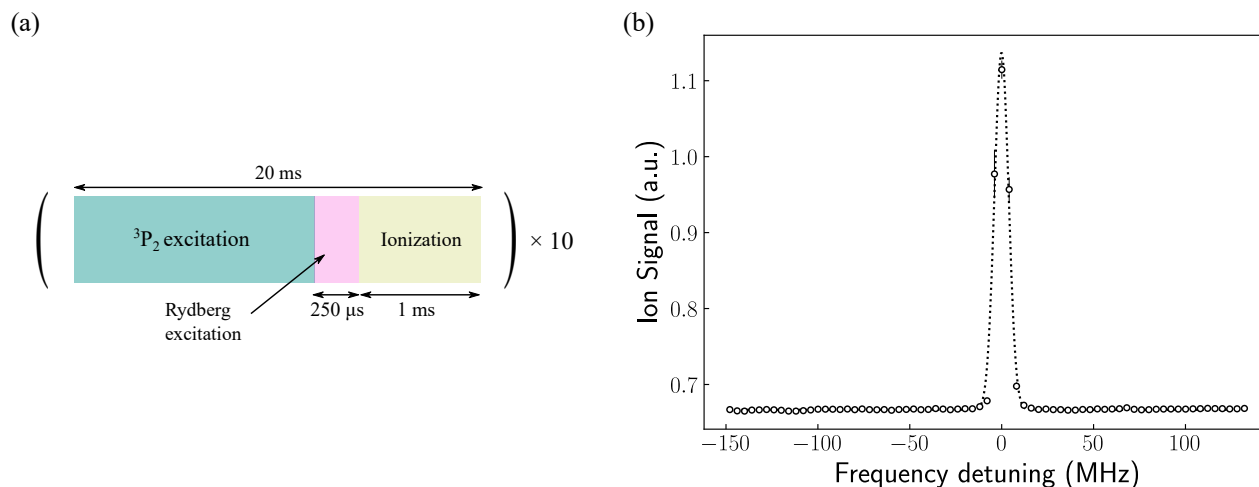 (a)
20 ms
³P₂ excitation
Ionization
× 10
Rydberg
excitation
250 µs
1 ms
(b)
Ion Signal (a.u.)
1.1
1.0
0.9
0.8
0.7
−150 −100 −50 0 50 100
Frequency detuning (MHz)